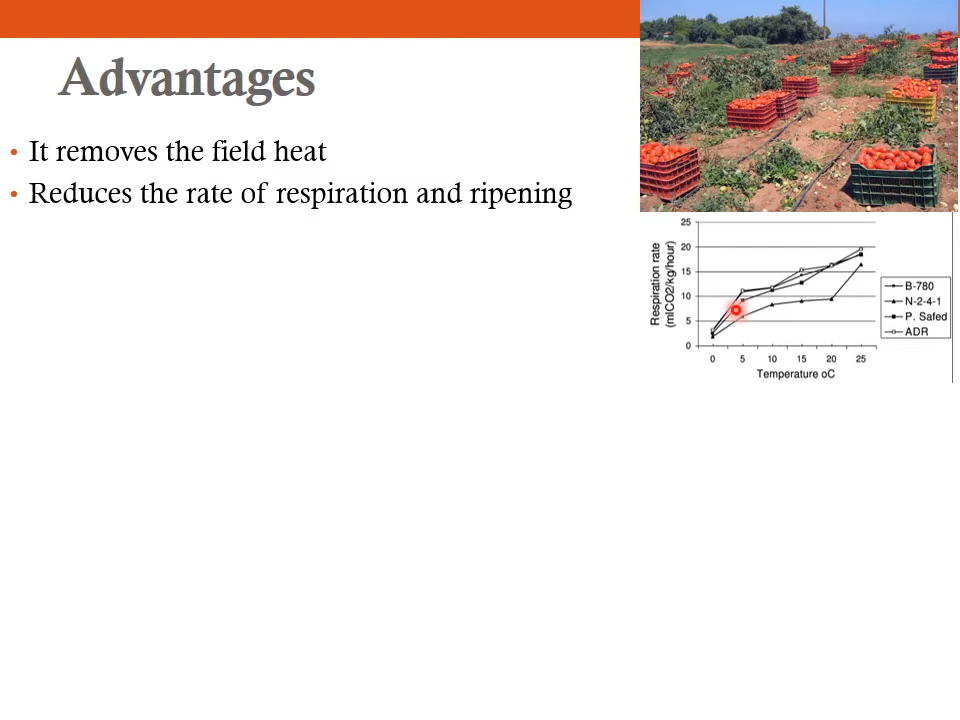 Advantages
• It removes the field heat
• Reduces the rate of respiration and ripening
25
20
15
10
5
0
Respiration rate
(mlCO2/kg/hour)
0 5 10 15 20 25
Temperature oC
B-780
N-2-4-1
P. Safed
ADR